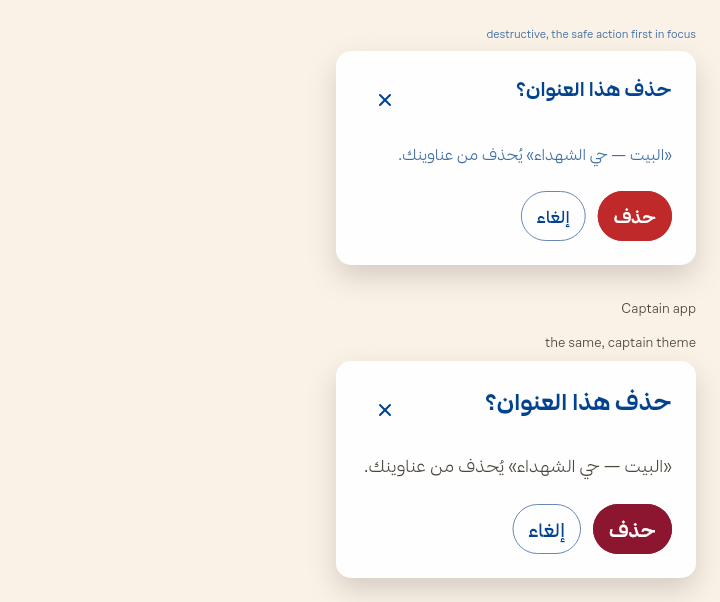 destructive, the safe action first in focus
حذف هذا العنوان؟
«البيت — حي الشهداء» يُحذف من عناوينك.
حذف
إلغاء
Captain app
the same, captain theme
حذف هذا العنوان؟
«البيت — حي الشهداء» يُحذف من عناوينك.
حذف
إلغاء